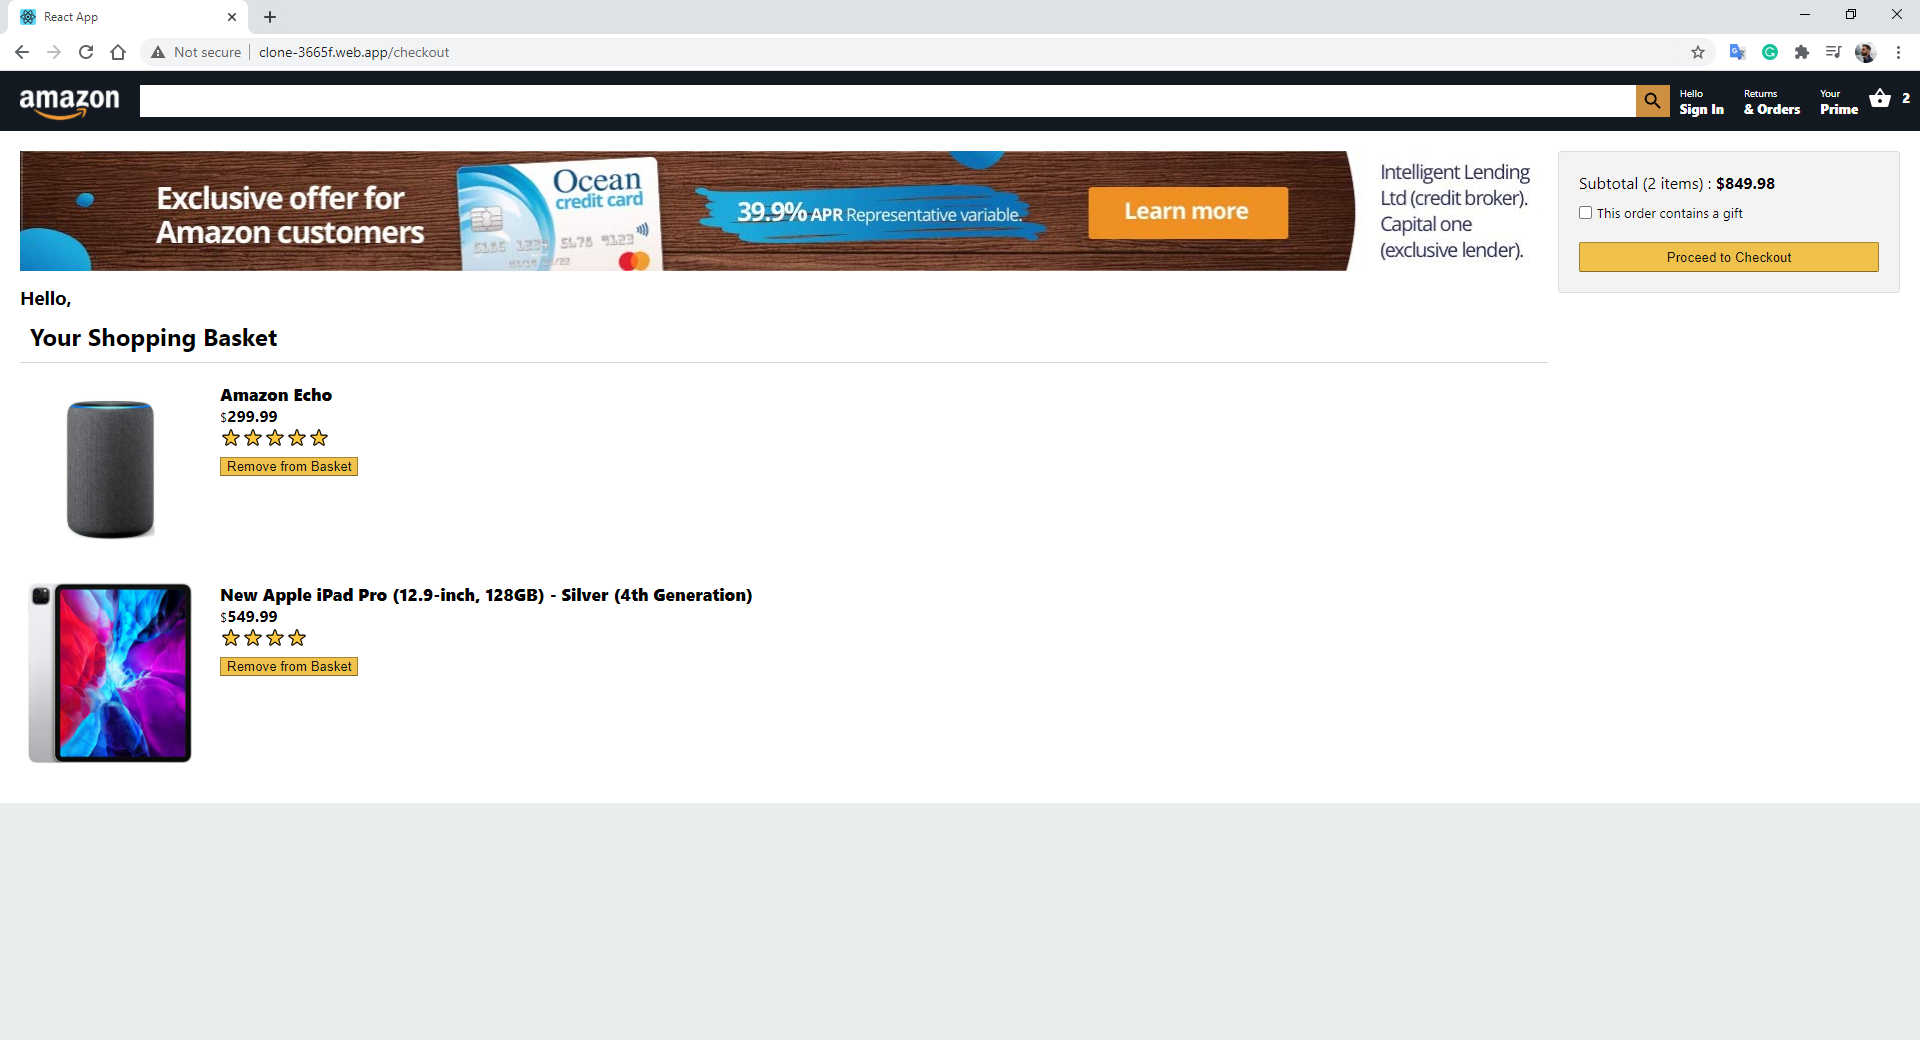 React App
Not secure
clone-3665f.web.app/checkout
amazon
Hello
Sign In
Returns
& Orders
Your
Prime
2
Exclusive offer for
Amazon customers
Ocean
credit card
5165 1234 5678 9123
39.9% APR Representative variable.
Learn more
Intelligent Lending
Ltd (credit broker).
Capital one
(exclusive lender).
Subtotal (2 items) : $849.98
This order contains a gift
Proceed to Checkout
Hello,
Your Shopping Basket
Amazon Echo
$299.99
Remove from Basket
New Apple iPad Pro (12.9-inch, 128GB) - Silver (4th Generation)
$549.99
Remove from Basket